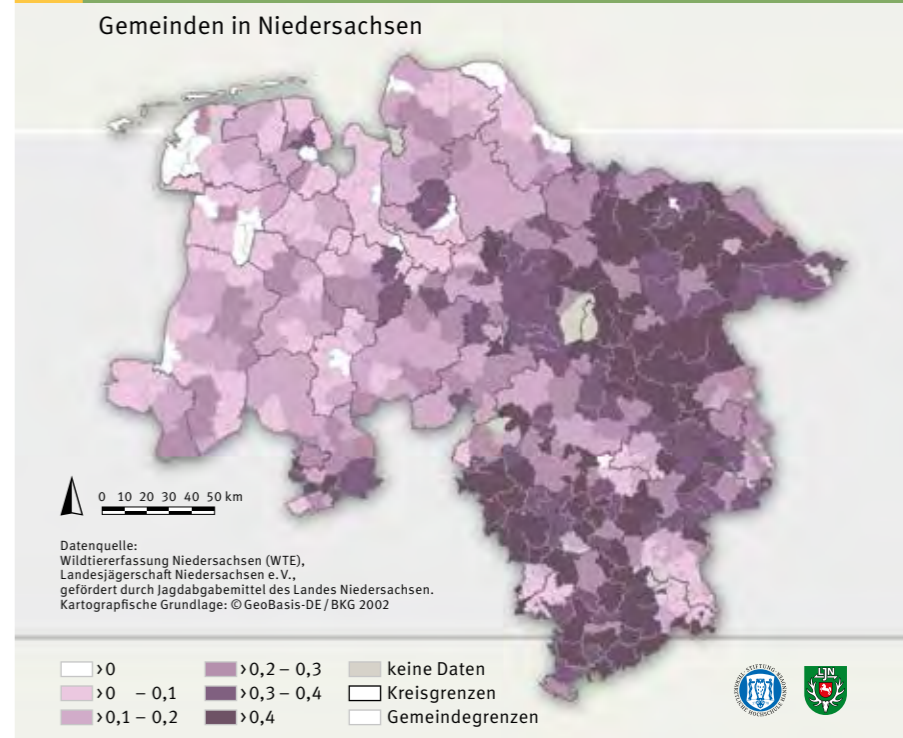 Gemeinden in Niedersachsen
0 10 20 30 40 50 km
Datenquelle:
Wildtiererfassung Niedersachsen (WTE),
Landesjägerschaft Niedersachsen e.V.,
gefördert durch Jagdabgabemittel des Landes Niedersachsen.
Kartografische Grundlage: © GeoBasis-DE / BKG 2002
>0
>0 – 0,1
>0,1 – 0,2
>0,2 – 0,3
>0,3 – 0,4
>0,4
keine Daten
Kreisgrenzen
Gemeindegrenzen
STIFTUNG
LJN